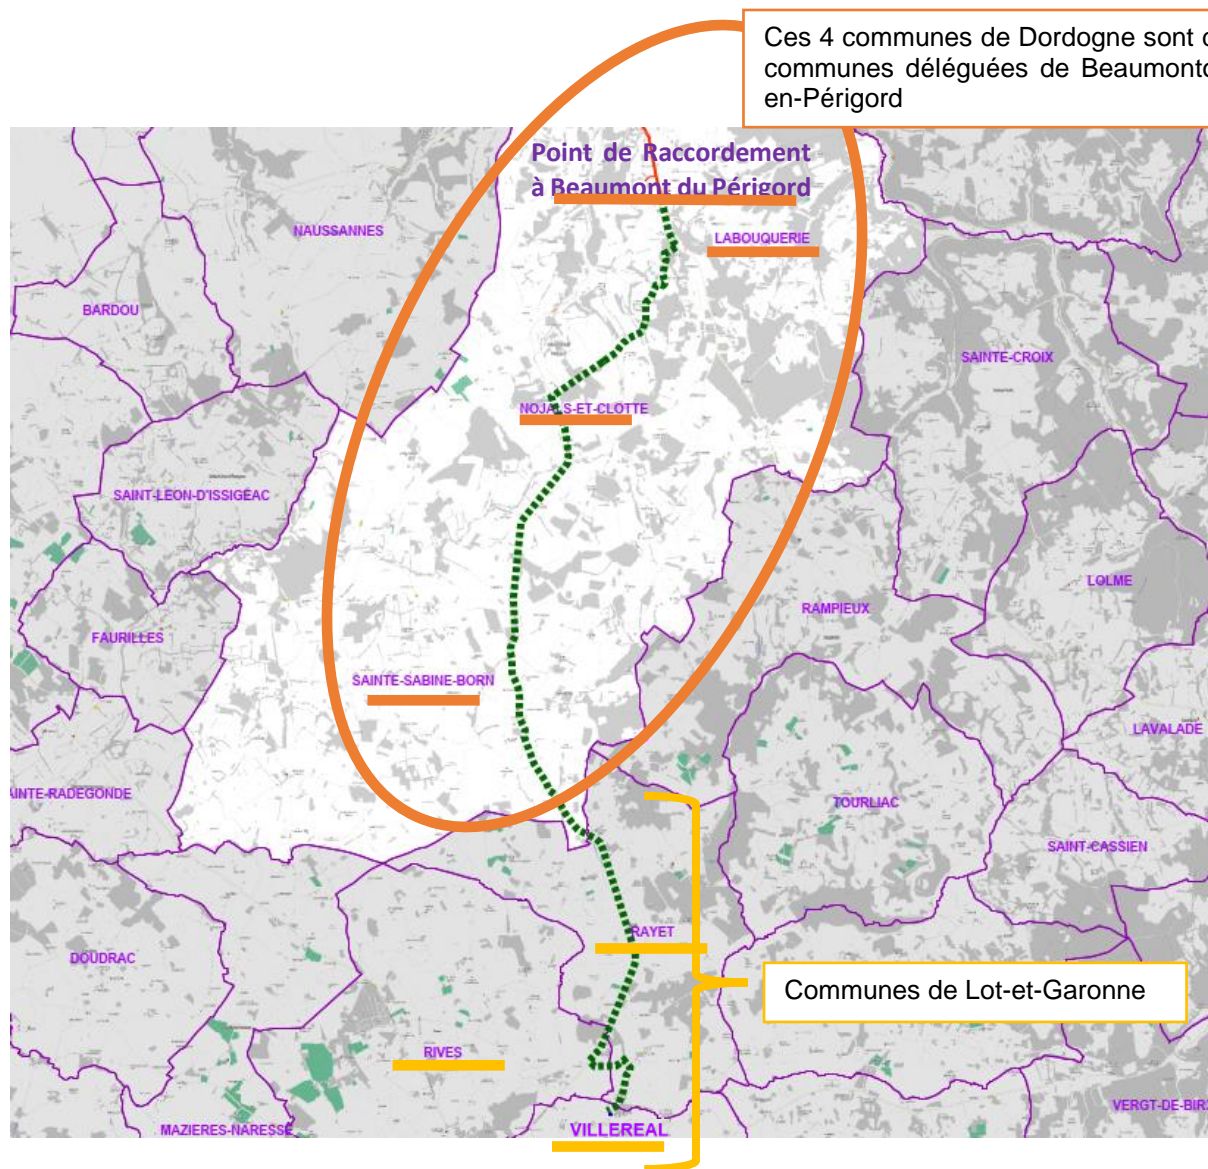 Ces 4 communes de Dordogne sont
communes déléguées de Beaumont
en-Périgord
Point de Raccordement
à Beaumont du Périgord
NAUSSANNES
LABOUQUERIE
BARDOU
SAINTE-CROIX
NOJALS-ET-CLOTTE
SAINT-LEON-D'ISSIGEAC
LOLME
RAMPIEUX
FAURILLES
SAINTE-SABINE-BORN
LAVALADE
AINTE-RADEGONDE
TOURLIAC
SAINT-CASSIEN
RAYET
DOUDRAC
Communes de Lot-et-Garonne
RIVES
VERGT-DE-BIR
MAZIERES-NARESSE
VILLEREAL